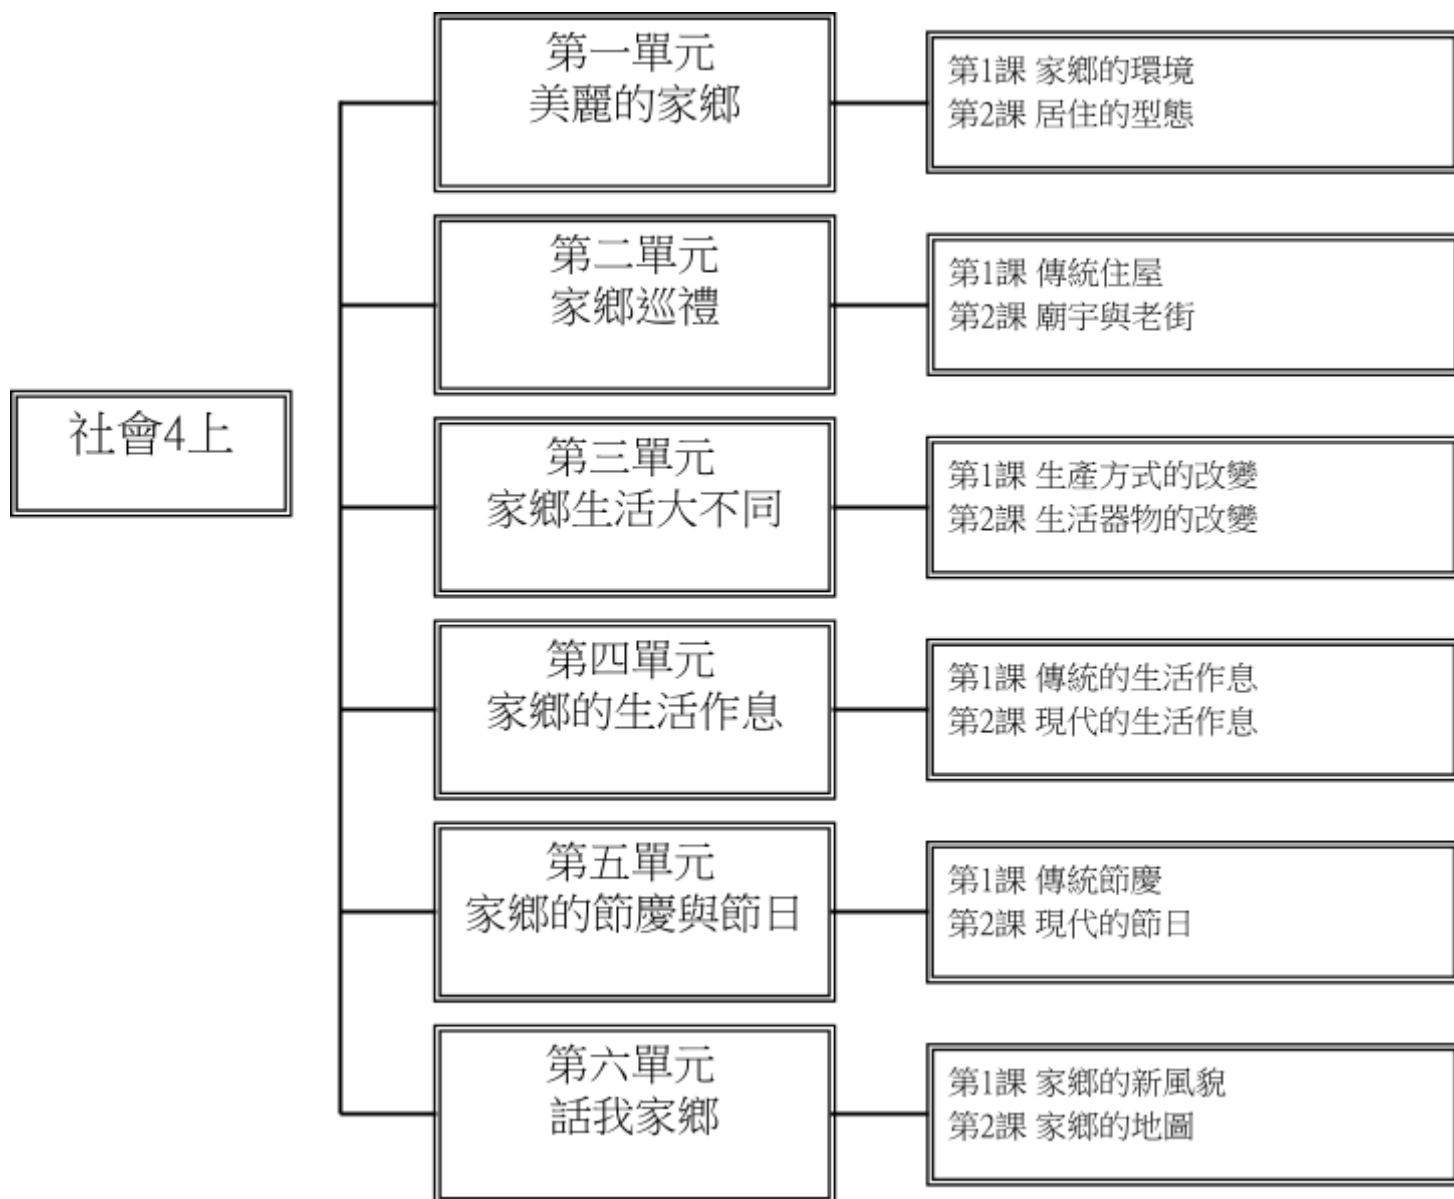 社會4上
第一單元
美麗的家鄉
第1課 家鄉的環境
第2課 居住的型態
第二單元
家鄉巡禮
第1課 傳統住屋
第2課 廟宇與老街
第三單元
家鄉生活大不同
第1課 生產方式的改變
第2課 生活器物的改變
第四單元
家鄉的生活作息
第1課 傳統的生活作息
第2課 現代的生活作息
第五單元
家鄉的節慶與節日
第1課 傳統節慶
第2課 現代的節日
第六單元
話我家鄉
第1課 家鄉的新風貌
第2課 家鄉的地圖